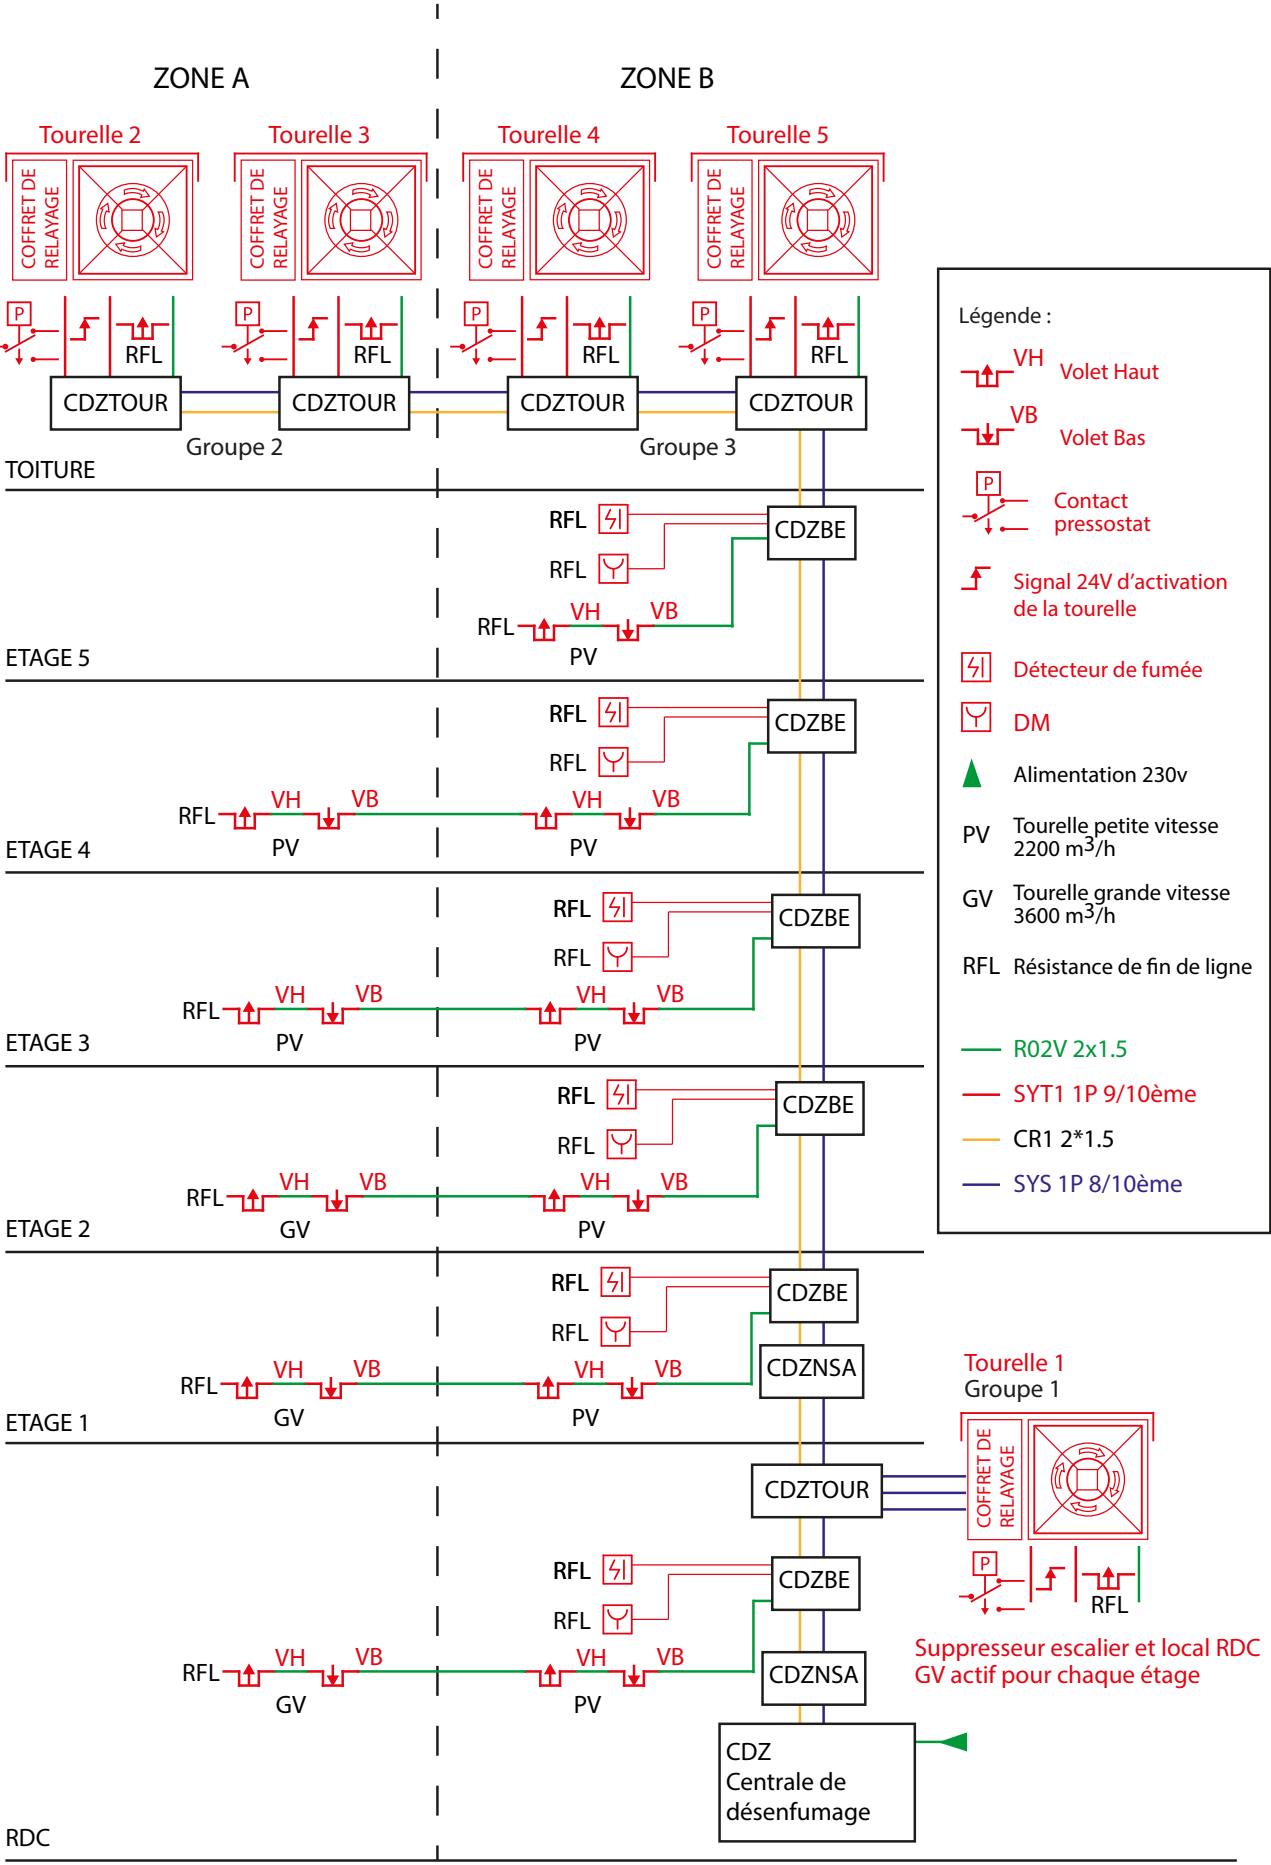 ZONE A
ZONE B
Tourelle 2
Tourelle 3
Tourelle 4
Tourelle 5
COFFRET DE
RELAYAGE
COFFRET DE
RELAYAGE
COFFRET DE
RELAYAGE
COFFRET DE
RELAYAGE
P
RFL
P
RFL
P
RFL
P
RFL
CDZTOUR
CDZTOUR
CDZTOUR
CDZTOUR
Groupe 2
Groupe 3
TOITURE
RFL
CDZBE
RFL
RFL
VH
VB
PV
ETAGE 5
RFL
CDZBE
RFL
RFL
VH
VB
VH
VB
PV
PV
ETAGE 4
RFL
CDZBE
RFL
RFL
VH
VB
VH
VB
PV
PV
ETAGE 3
RFL
CDZBE
RFL
RFL
VH
VB
VH
VB
GV
PV
ETAGE 2
RFL
CDZBE
RFL
CDZNSA
RFL
VH
VB
VH
VB
GV
PV
ETAGE 1
CDZTOUR
Tourelle 1
Groupe 1
COFFRET DE
RELAYAGE
P
RFL
Suppresseur escalier et local RDC
GV actif pour chaque étage
RFL
CDZBE
RFL
RFL
VH
VB
VH
VB
GV
PV
CDZNSA
CDZ
Centrale de
désenfumage
RDC
Légende :
VH
Volet Haut
VB
Volet Bas
P
Contact
pressostat
Signal 24V d'activation
de la tourelle
Détecteur de fumée
DM
Alimentation 230v
PV
Tourelle petite vitesse
2200 m3/h
GV
Tourelle grande vitesse
3600 m3/h
RFL Résistance de fin de ligne
R02V 2x1.5
SYT1 1P 9/10ème
CR1 2*1.5
SYS 1P 8/10ème